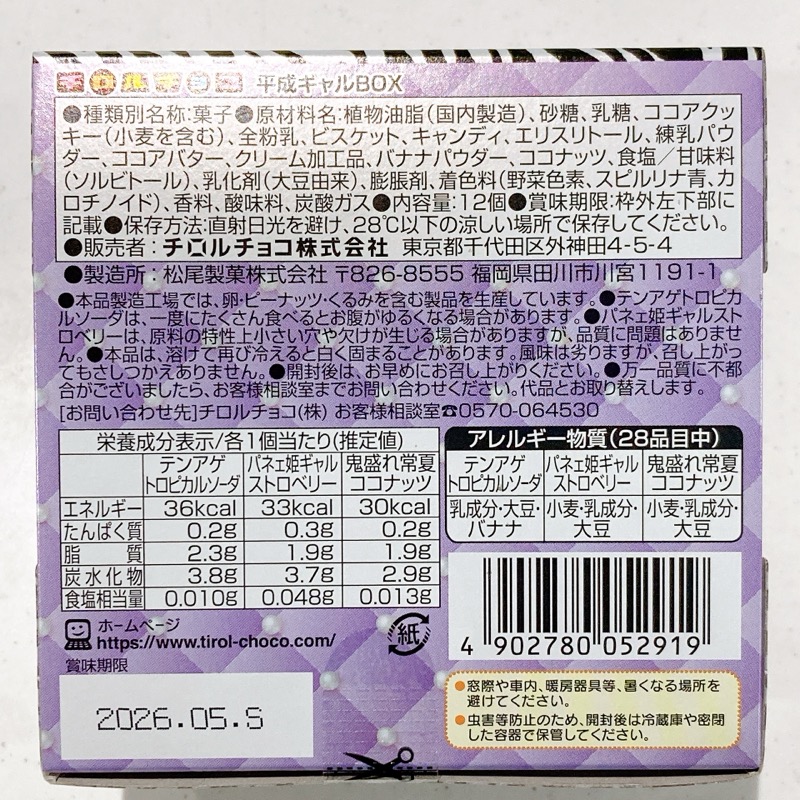 チロルチョコ 平成ギャルBOX
●種類別名称:菓子●原材料名:植物油脂(国内製造)、砂糖、乳糖、ココアクッ
キー(小麦を含む)、全粉乳、ビスケット、キャンディ、エリスリトール、練乳パウ
ダー、ココアバター、クリーム加工品、バナナパウダー、ココナッツ、食塩/甘味料
(ソルビトール)、乳化剤(大豆由来)、膨脹剤、着色料(野菜色素、スピルリナ青、カ
ロチノイド)、香料、酸味料、炭酸ガス●内容量:12個●賞味期限:枠外左下部に
記載●保存方法:直射日光を避け、28℃以下の涼しい場所で保存してください。
●販売者:チロルチョコ株式会社 東京都千代田区外神田4-5-4
●製造所:松尾製菓株式会社 〒826-8555 福岡県田川市川宮1191-1
●本品製造工場では、卵・ピーナッツ・くるみを含む製品を生産しています。●テンアゲトロピカ
ルソーダは、一度にたくさん食べるとお腹がゆるくなる場合があります。●パネェ姫ギャルスト
ロベリーは、原料の特性上小さい穴や欠けが生じる場合がありますが、品質に問題はありませ
ん。●本品は、溶けて再び冷えると白く固まることがあります。風味は劣りますが、召し上がっ
てもさしつかえありません。●開封後は、お早めにお召し上がりください。●万一品質に不都
合がございましたら、お客様相談室までお問い合わせください。代品とお取り替えします。
[お問い合わせ先]チロルチョコ(株) お客様相談室☎0570-064530
栄養成分表示/各1個当たり(推定値)
テンアゲトロピカルソーダ パネェ姫ギャルストロベリー 鬼盛れ常夏ココナッツ
エネルギー 36kcal 33kcal 30kcal
たんぱく質 0.2g 0.3g 0.2g
脂質 2.3g 1.9g 1.9g
炭水化物 3.8g 3.7g 2.9g
食塩相当量 0.010g 0.048g 0.013g
アレルギー物質(28品目中)
テンアゲトロピカルソーダ パネェ姫ギャルストロベリー 鬼盛れ常夏ココナッツ
乳成分・大豆・バナナ 小麦・乳成分・大豆 小麦・乳成分・大豆
ホームページ
https://www.tirol-choco.com/
紙
4 902780 052919
賞味期限
2026.05.S
●窓際や車内、暖房器具等、暑くなる場所を
避けてください。
●虫害等防止のため、開封後は冷蔵庫や密閉
した容器で保管してください。